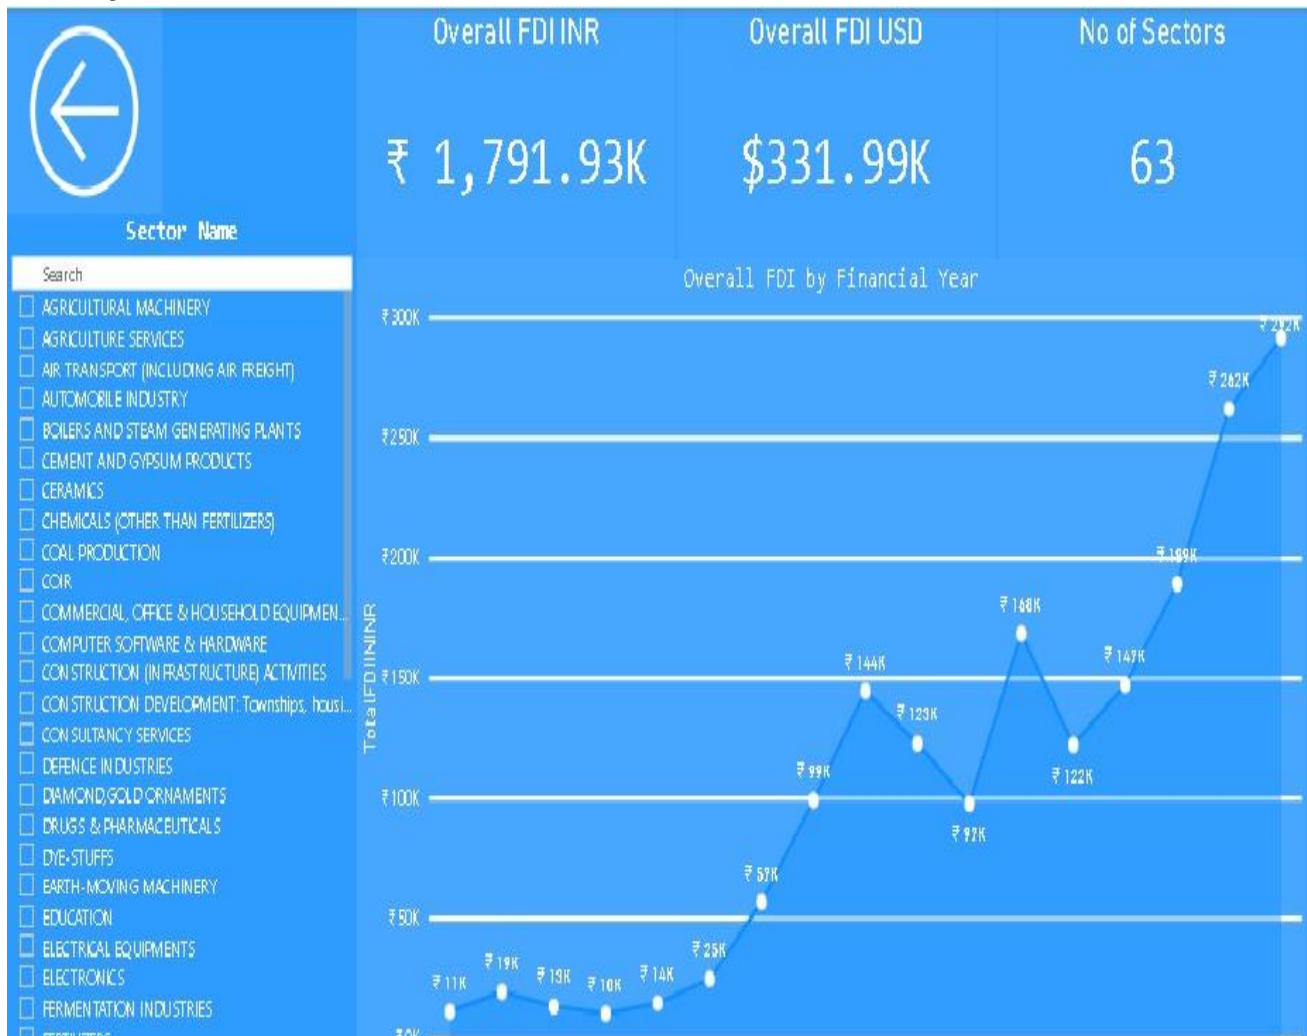 Overall FDI INR
Overall FDI USD
No of Sectors
₹ 1,791.93K
$331.99K
63
Sector Name
Search
AGRICULTURAL MACHINERY
AGRICULTURE SERVICES
AIR TRANSPORT (INCLUDING AIR FREIGHT)
AUTOMOBILE INDUSTRY
BOILERS AND STEAM GENERATING PLANTS
CEMENT AND GYPSUM PRODUCTS
CERAMICS
CHEMICALS (OTHER THAN FERTILIZERS)
COAL PRODUCTION
COIR
COMMERCIAL, OFFICE & HOUSEHOLD EQUIPMEN...
COMPUTER SOFTWARE & HARDWARE
CONSTRUCTION (INFRASTRUCTURE) ACTIVITIES
CONSTRUCTION DEVELOPMENT: Townships, housi...
CONSULTANCY SERVICES
DEFENCE INDUSTRIES
DIAMOND,GOLD ORNAMENTS
DRUGS & PHARMACEUTICALS
DYE-STUFFS
EARTH-MOVING MACHINERY
EDUCATION
ELECTRICAL EQUIPMENTS
ELECTRONICS
FERMENTATION INDUSTRIES
Overall FDI by Financial Year
Total FDI IN INR
₹300K
₹250K
₹200K
₹150K
₹100K
₹50K
₹0K
₹ 11K
₹ 19K
₹ 13K
₹ 10K
₹ 14K
₹ 25K
₹ 57K
₹ 99K
₹ 144K
₹ 123K
₹ 97K
₹ 168K
₹ 122K
₹ 147K
₹ 189K
₹ 262K
₹ 292K